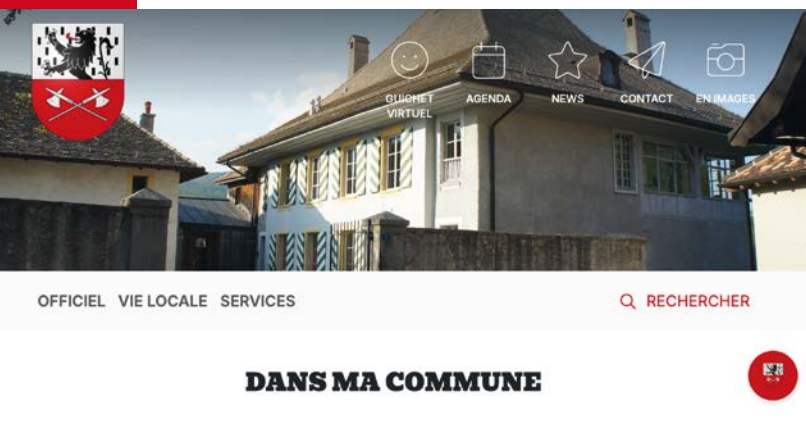 GUICHET
VIRTUEL
AGENDA
NEWS
CONTACT
EN IMAGES
OFFICIEL VIE LOCALE SERVICES
RECHERCHER
DANS MA COMMUNE